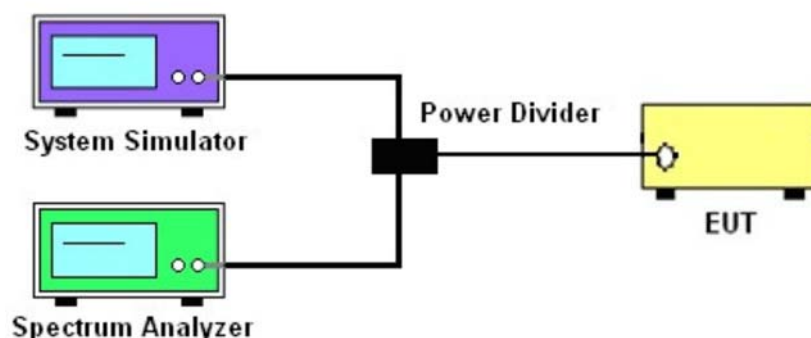 System Simulator
Power Divider
EUT
Spectrum Analyzer